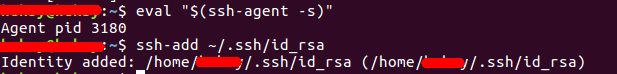 $ eval "$(ssh-agent -s)"
Agent pid 3180
$ ssh-add ~/.ssh/id_rsa
Identity added: /home/ /.ssh/id_rsa (/home/ /.ssh/id_rsa)